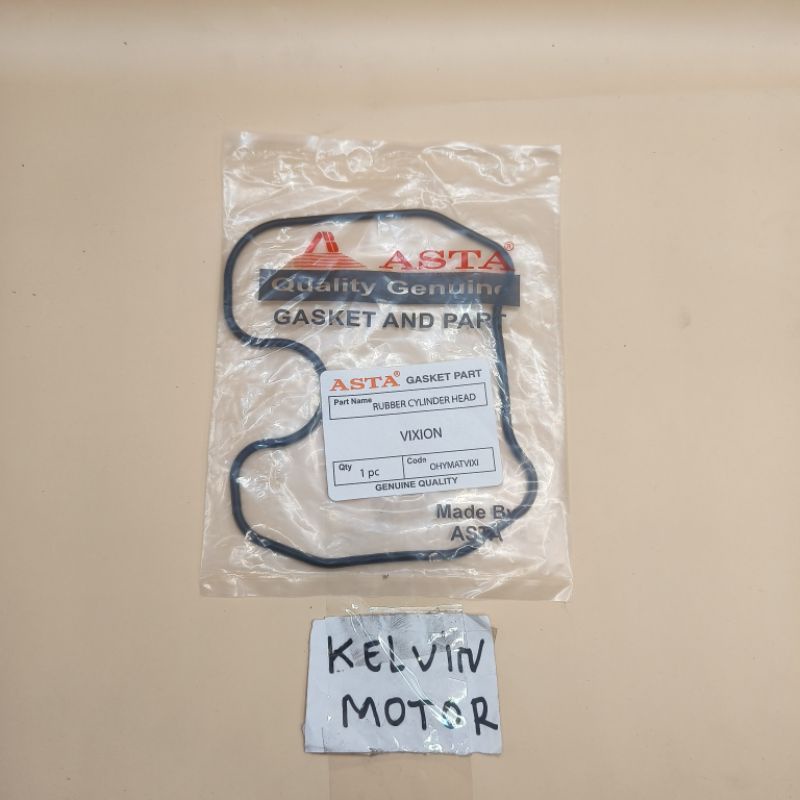 ASTA®
Quality Genuine
GASKET AND PART
ASTA® GASKET PART
Part Name RUBBER CYLINDER HEAD
VIXION
Qty 1 pc Code OHYMATVIXI
GENUINE QUALITY
Made By
ASTA
KELVIN
MOTOR